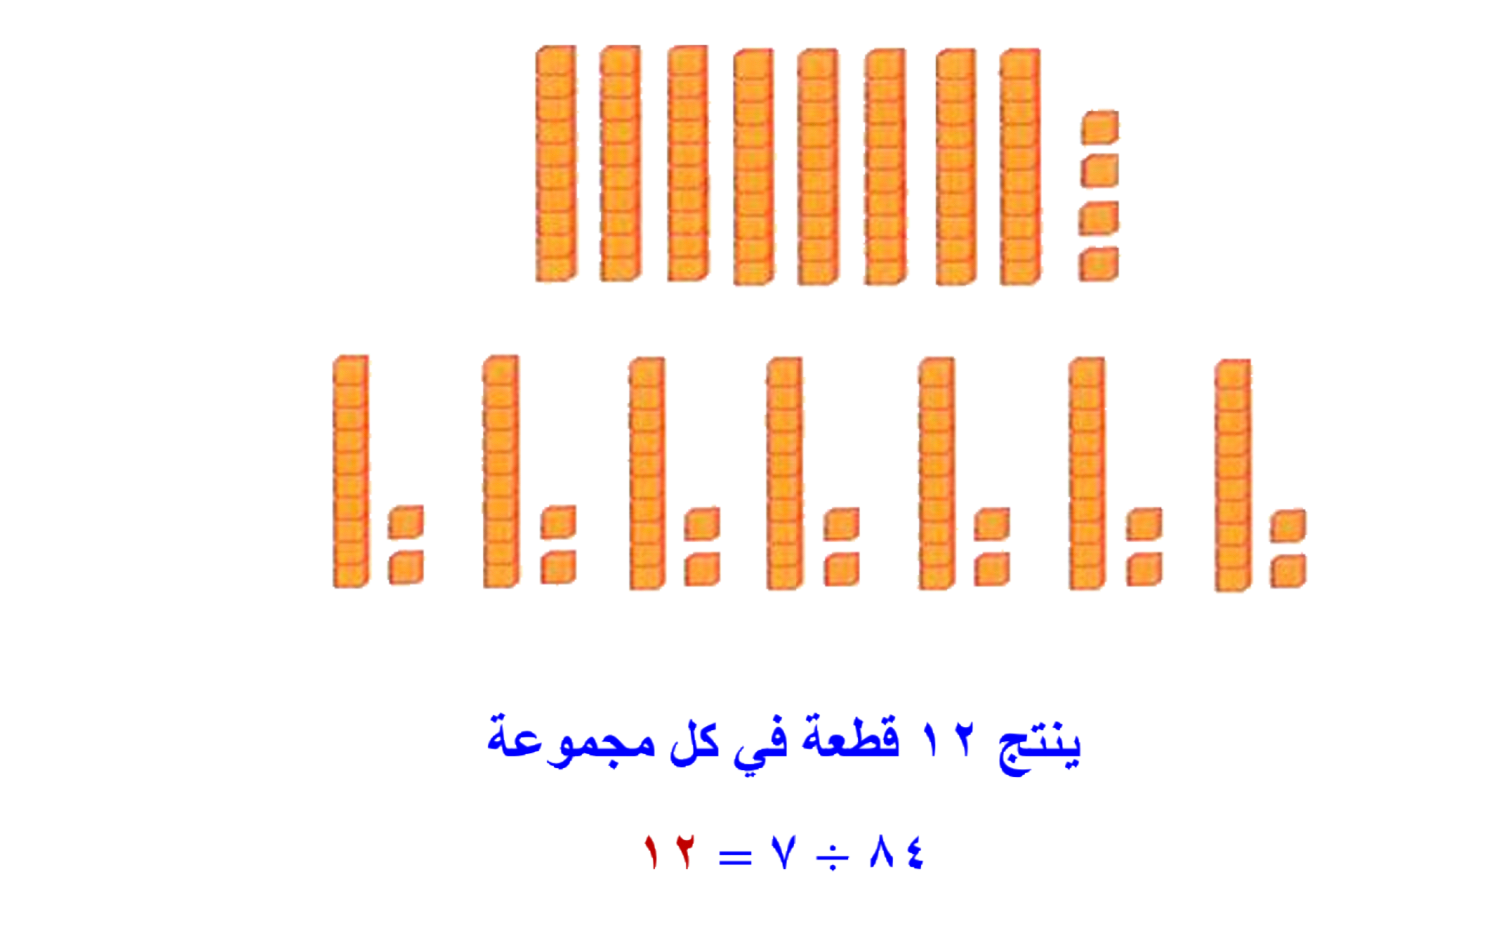 ينتج ١٢ قطعة في كل مجموعة
٨٤ ÷ ٧ = ١٢